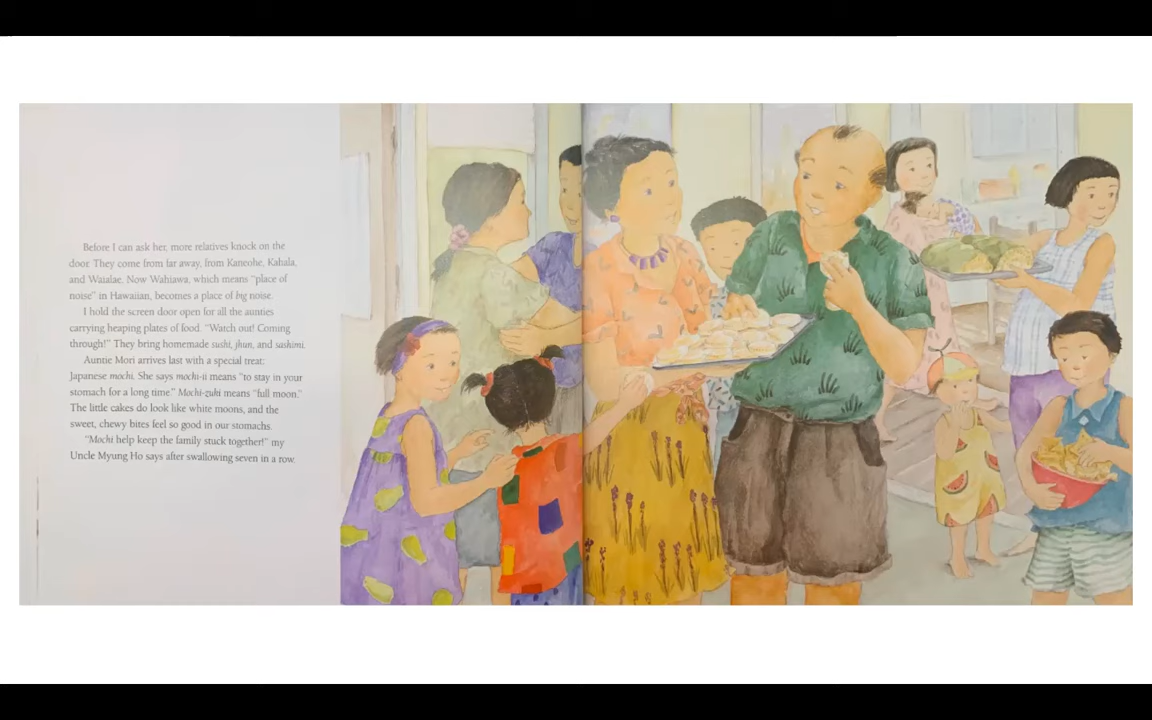 Before I can ask her, more relatives knock on the
door. They come from far away, from Kaneohe, Kahala,
and Waialae. Now Wahiawa, which means "place of
noise" in Hawaiian, becomes a place of big noise.
I hold the screen door open for all the aunties
carrying heaping plates of food. "Watch out! Coming
through!" They bring homemade sushi, jhun, and sashimi.
Auntie Mori arrives last with a special treat:
Japanese mochi. She says mochi-ii means "to stay in your
stomach for a long time." Mochi-zuki means "full moon."
The little cakes do look like white moons, and the
sweet, chewy bites feel so good in our stomachs.
"Mochi help keep the family stuck together!" my
Uncle Myung Ho says after swallowing seven in a row.